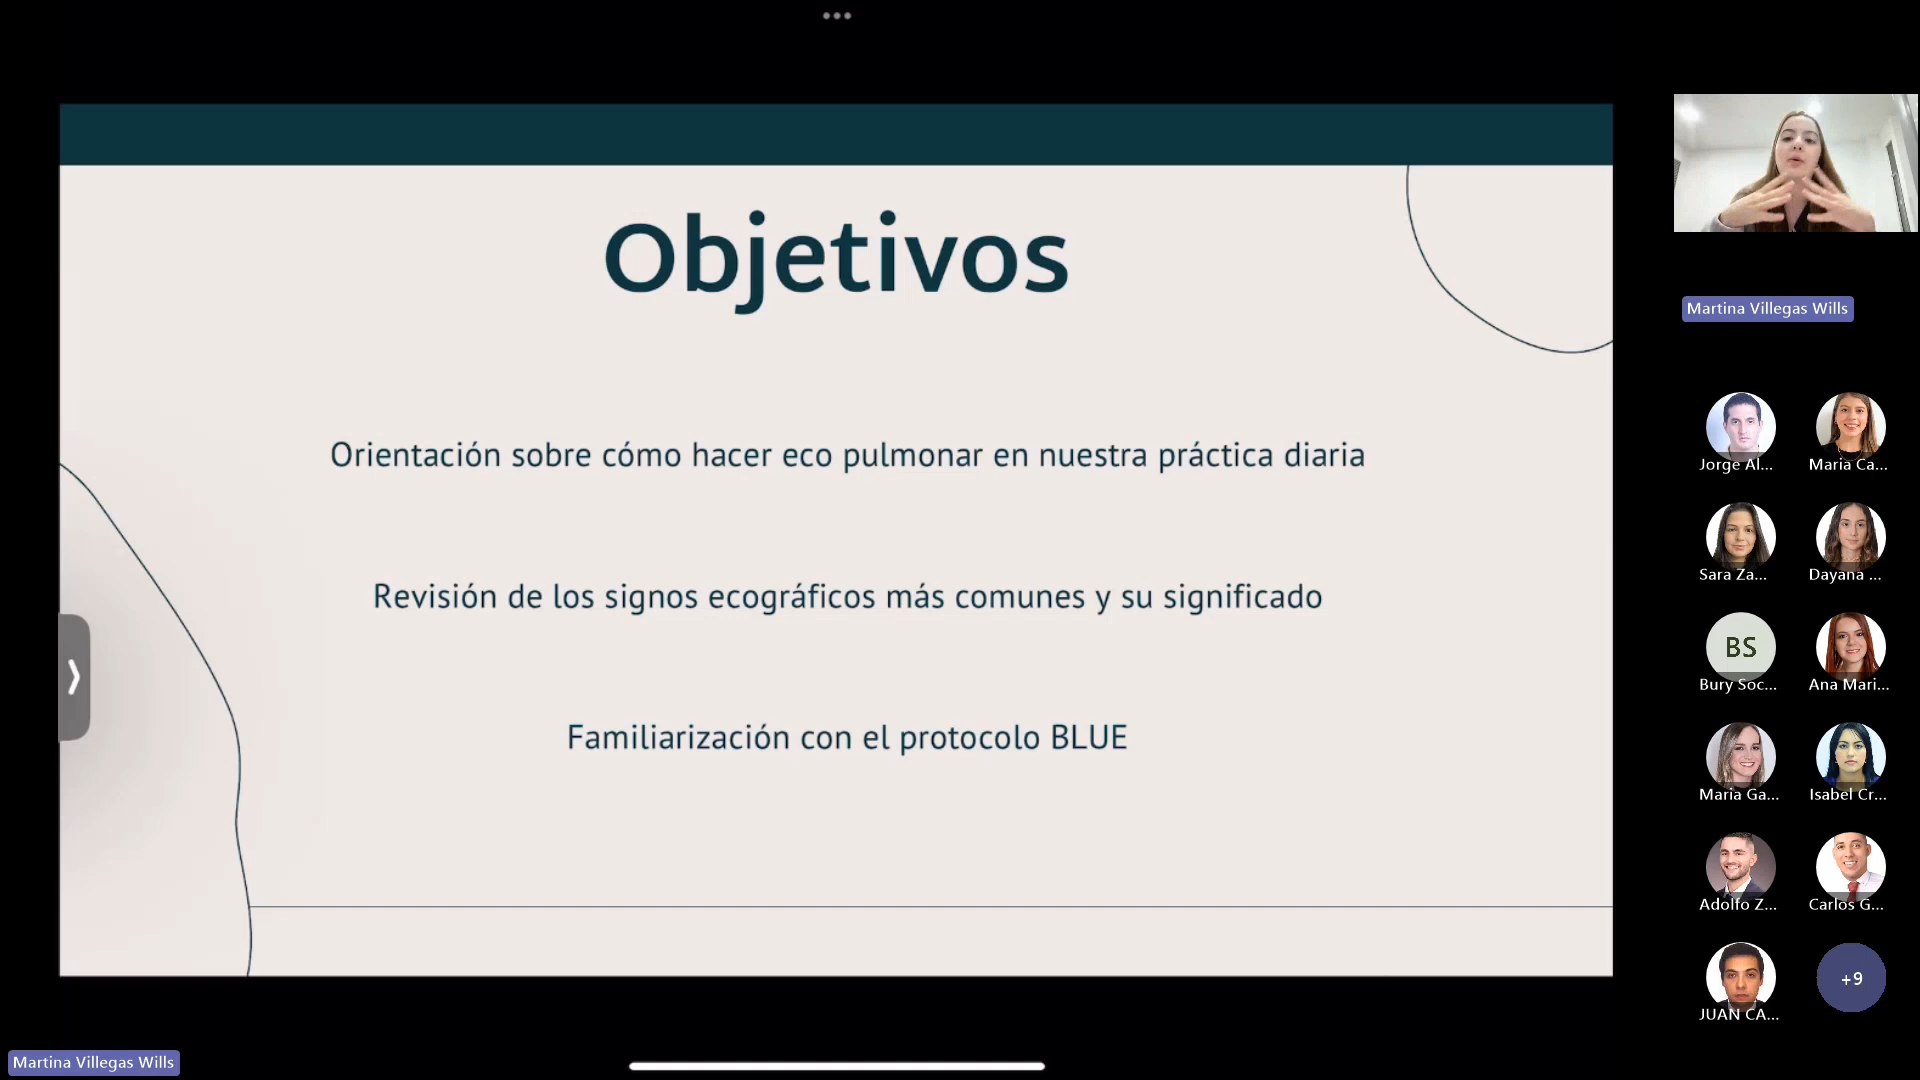 Objetivos
Orientación sobre cómo hacer eco pulmonar en nuestra práctica diaria
Revisión de los signos ecográficos más comunes y su significado
Familiarización con el protocolo BLUE
Martina Villegas Wills
Jorge Al...
Maria Ca...
Sara Za...
Dayana ...
BS
Bury Soc...
Ana Mari...
Maria Ga...
Isabel Cr...
Adolfo Z...
Carlos G...
JUAN CA...
+9
Martina Villegas Wills